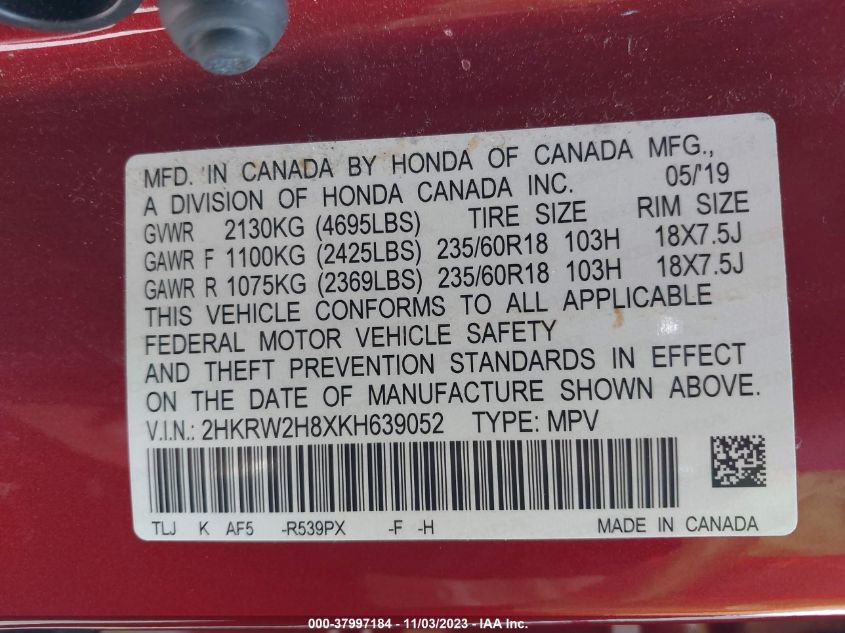 MFD. IN CANADA BY HONDA OF CANADA MFG.,
A DIVISION OF HONDA CANADA INC. 05/'19
GVWR 2130KG (4695LBS) TIRE SIZE RIM SIZE
GAWR F 1100KG (2425LBS) 235/60R18 103H 18X7.5J
GAWR R 1075KG (2369LBS) 235/60R18 103H 18X7.5J
THIS VEHICLE CONFORMS TO ALL APPLICABLE
FEDERAL MOTOR VEHICLE SAFETY
AND THEFT PREVENTION STANDARDS IN EFFECT
ON THE DATE OF MANUFACTURE SHOWN ABOVE.
V.I.N.: 2HKRW2H8XKH639052 TYPE: MPV
TLJ K AF5 -R539PX -F -H MADE IN CANADA
000-37997184 - 11/03/2023 - IAA Inc.